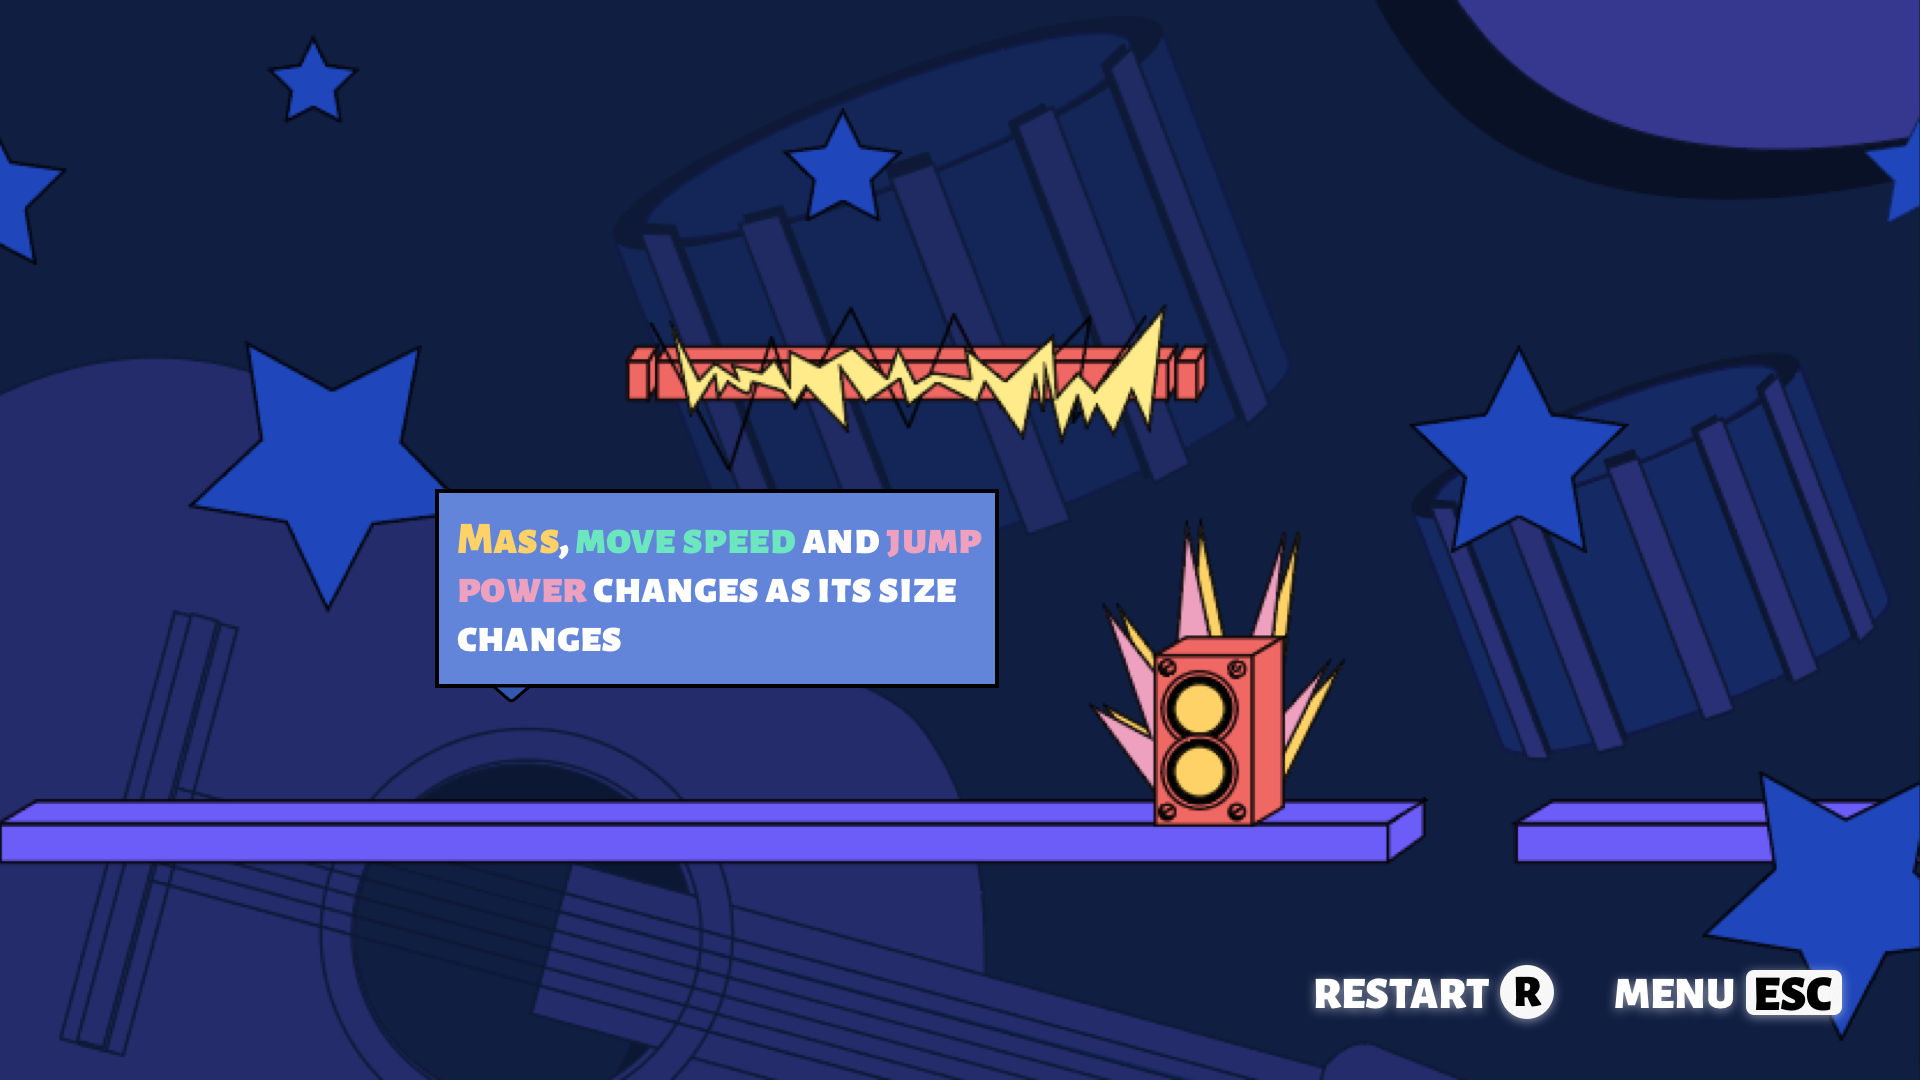 Mass, move speed and jump
power changes as its size
changes
RESTART R MENU ESC